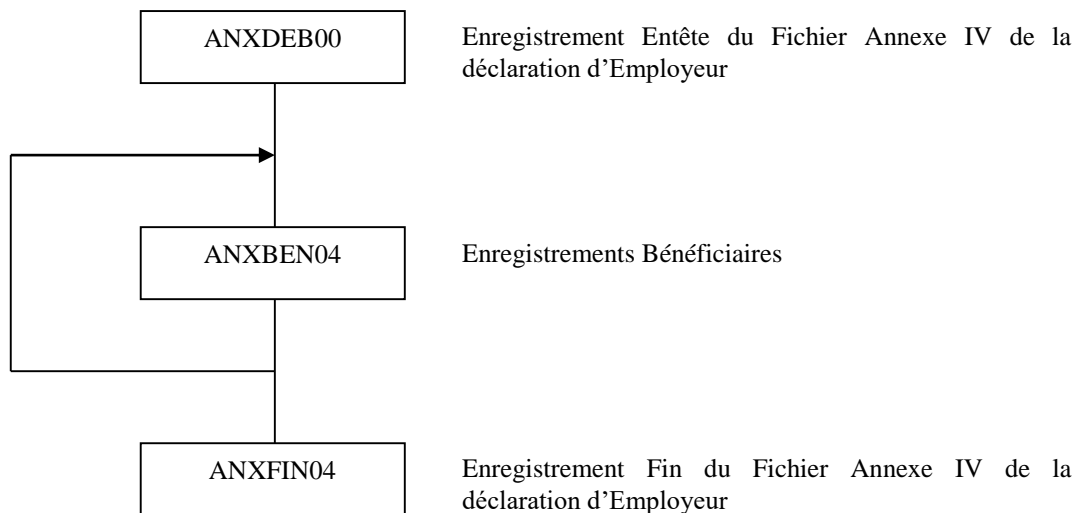 ANXDEB00
Enregistrement Entête du Fichier Annexe IV de la
déclaration d’Employeur
ANXBEN04
Enregistrements Bénéficiaires
ANXFIN04
Enregistrement Fin du Fichier Annexe IV de la
déclaration d’Employeur